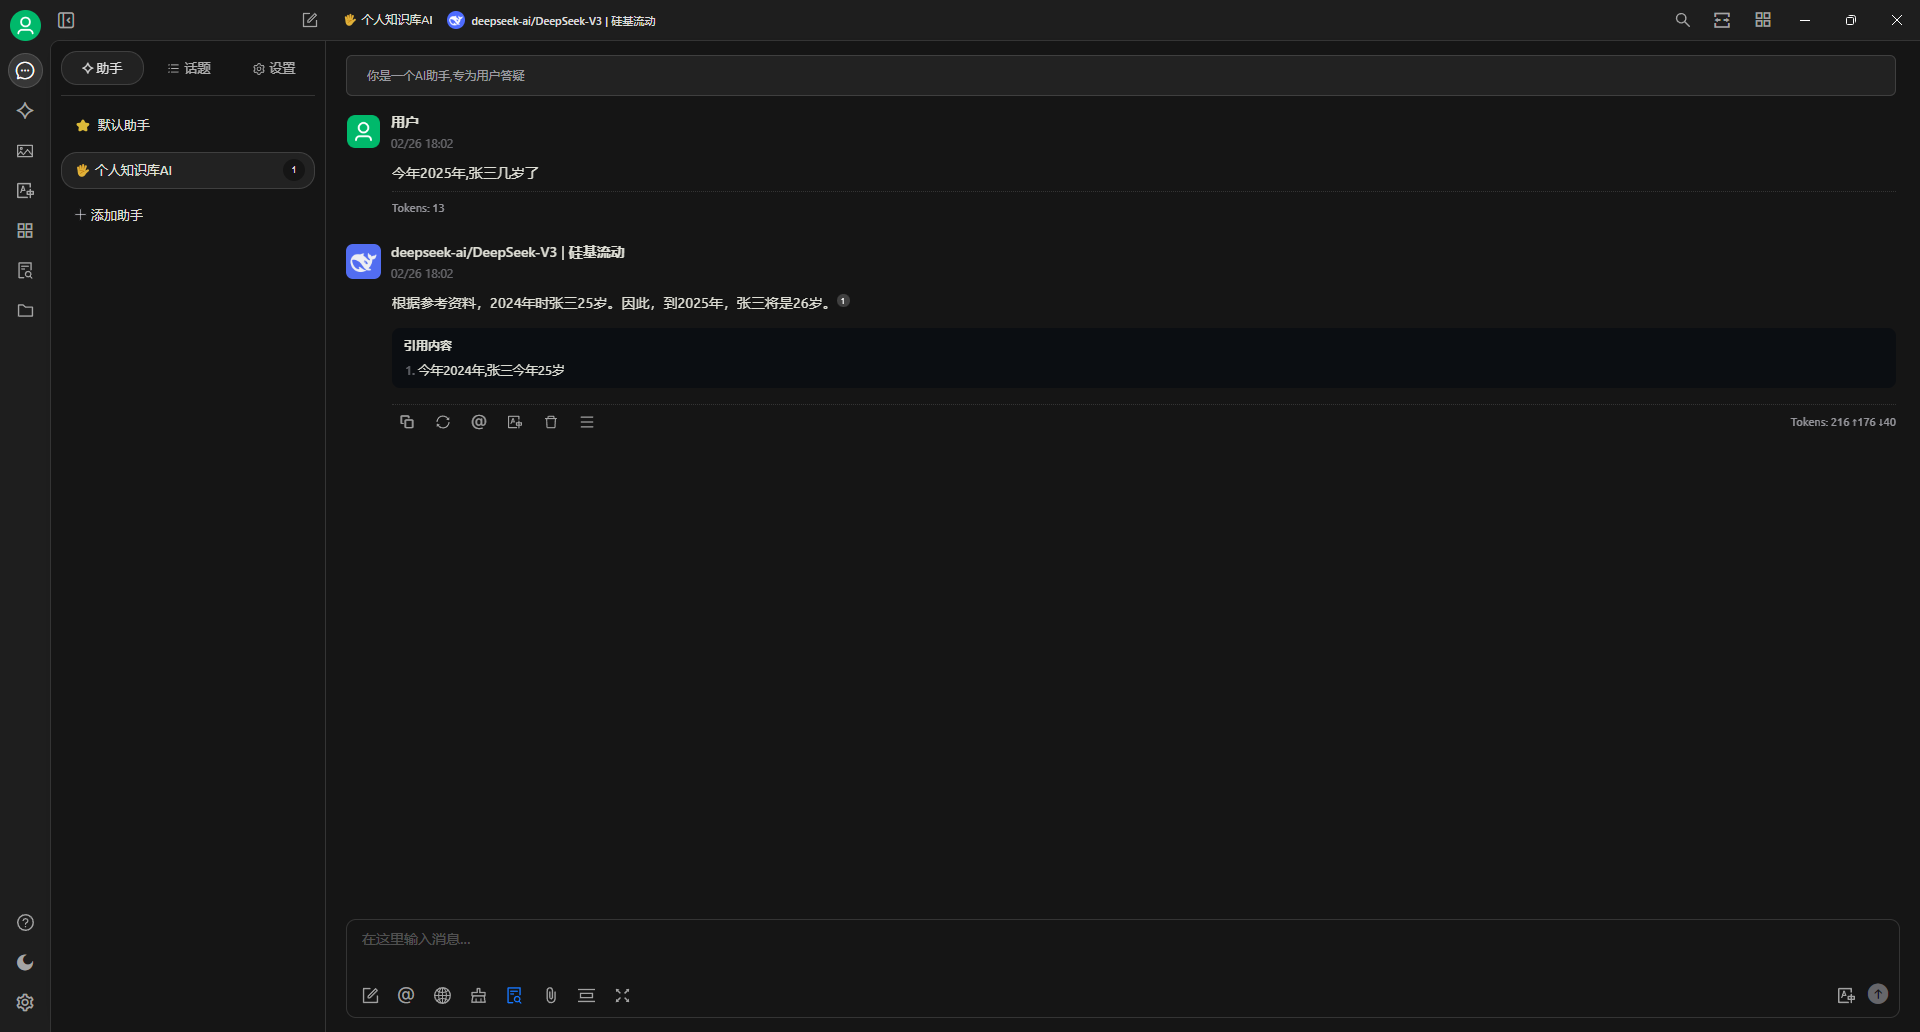 个人知识库AI deepseek-ai/DeepSeek-V3 | 硅基流动
助手 话题 设置
默认助手
个人知识库AI 1
添加助手
你是一个AI助手,专为用户答疑
用户
02/26 18:02
今年2025年,张三几岁了
Tokens: 13
deepseek-ai/DeepSeek-V3 | 硅基流动
02/26 18:02
根据参考资料，2024年时张三25岁。因此，到2025年，张三将是26岁。 1
引用内容
1. 今年2024年,张三今年25岁
Tokens: 216 ↑176 ↓40
在这里输入消息...